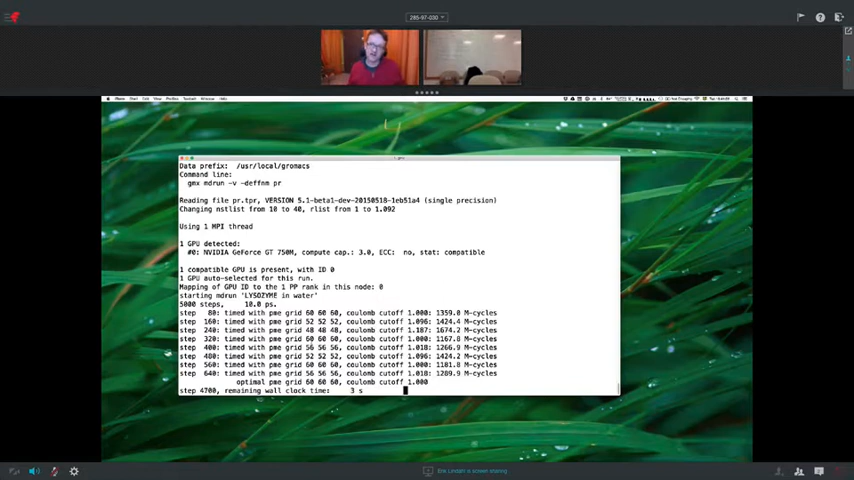 285-97-030
Data prefix:  /usr/local/gromacs
Command line:
gmx mdrun -v -deffnm pr
Reading file pr.tpr, VERSION 5.1-beta1-dev-20150518-1eb51a4 (single precision)
Changing nstlist from 10 to 40, rlist from 1 to 1.092
Using 1 MPI thread
1 GPU detected:
#0: NVIDIA GeForce GT 750M, compute cap.: 3.0, ECC:  no, stat: compatible
1 compatible GPU is present, with ID 0
1 GPU auto-selected for this run.
Mapping of GPU ID to the 1 PP rank in this node: 0
starting mdrun 'LYSOZYME in water'
5000 steps,     10.0 ps.
step   80: timed with pme grid 60 60 60, coulomb cutoff 1.000: 1359.0 M-cycles
step  160: timed with pme grid 52 52 52, coulomb cutoff 1.096: 1424.4 M-cycles
step  240: timed with pme grid 48 48 48, coulomb cutoff 1.187: 1674.2 M-cycles
step  320: timed with pme grid 60 60 60, coulomb cutoff 1.000: 1167.8 M-cycles
step  400: timed with pme grid 56 56 56, coulomb cutoff 1.018: 1266.9 M-cycles
step  480: timed with pme grid 52 52 52, coulomb cutoff 1.096: 1424.2 M-cycles
step  560: timed with pme grid 60 60 60, coulomb cutoff 1.000: 1181.8 M-cycles
step  640: timed with pme grid 56 56 56, coulomb cutoff 1.018: 1289.9 M-cycles
optimal pme grid 60 60 60, coulomb cutoff 1.000
step 4700, remaining wall clock time:     3 s
Erik Lindahl is screen sharing